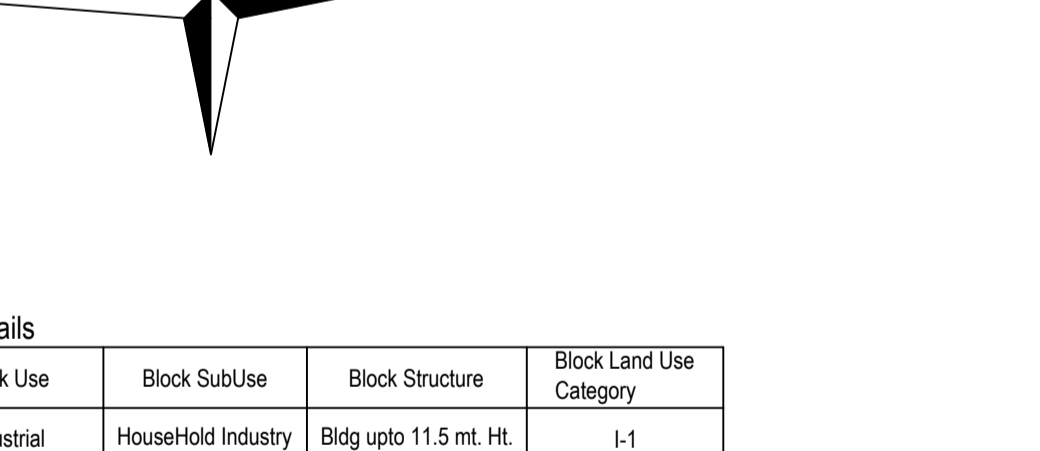 ails
k Use Block SubUse Block Structure Block Land Use
Category
ustrial HouseHold Industry Bldg upto 11.5 mt. Ht. I-1